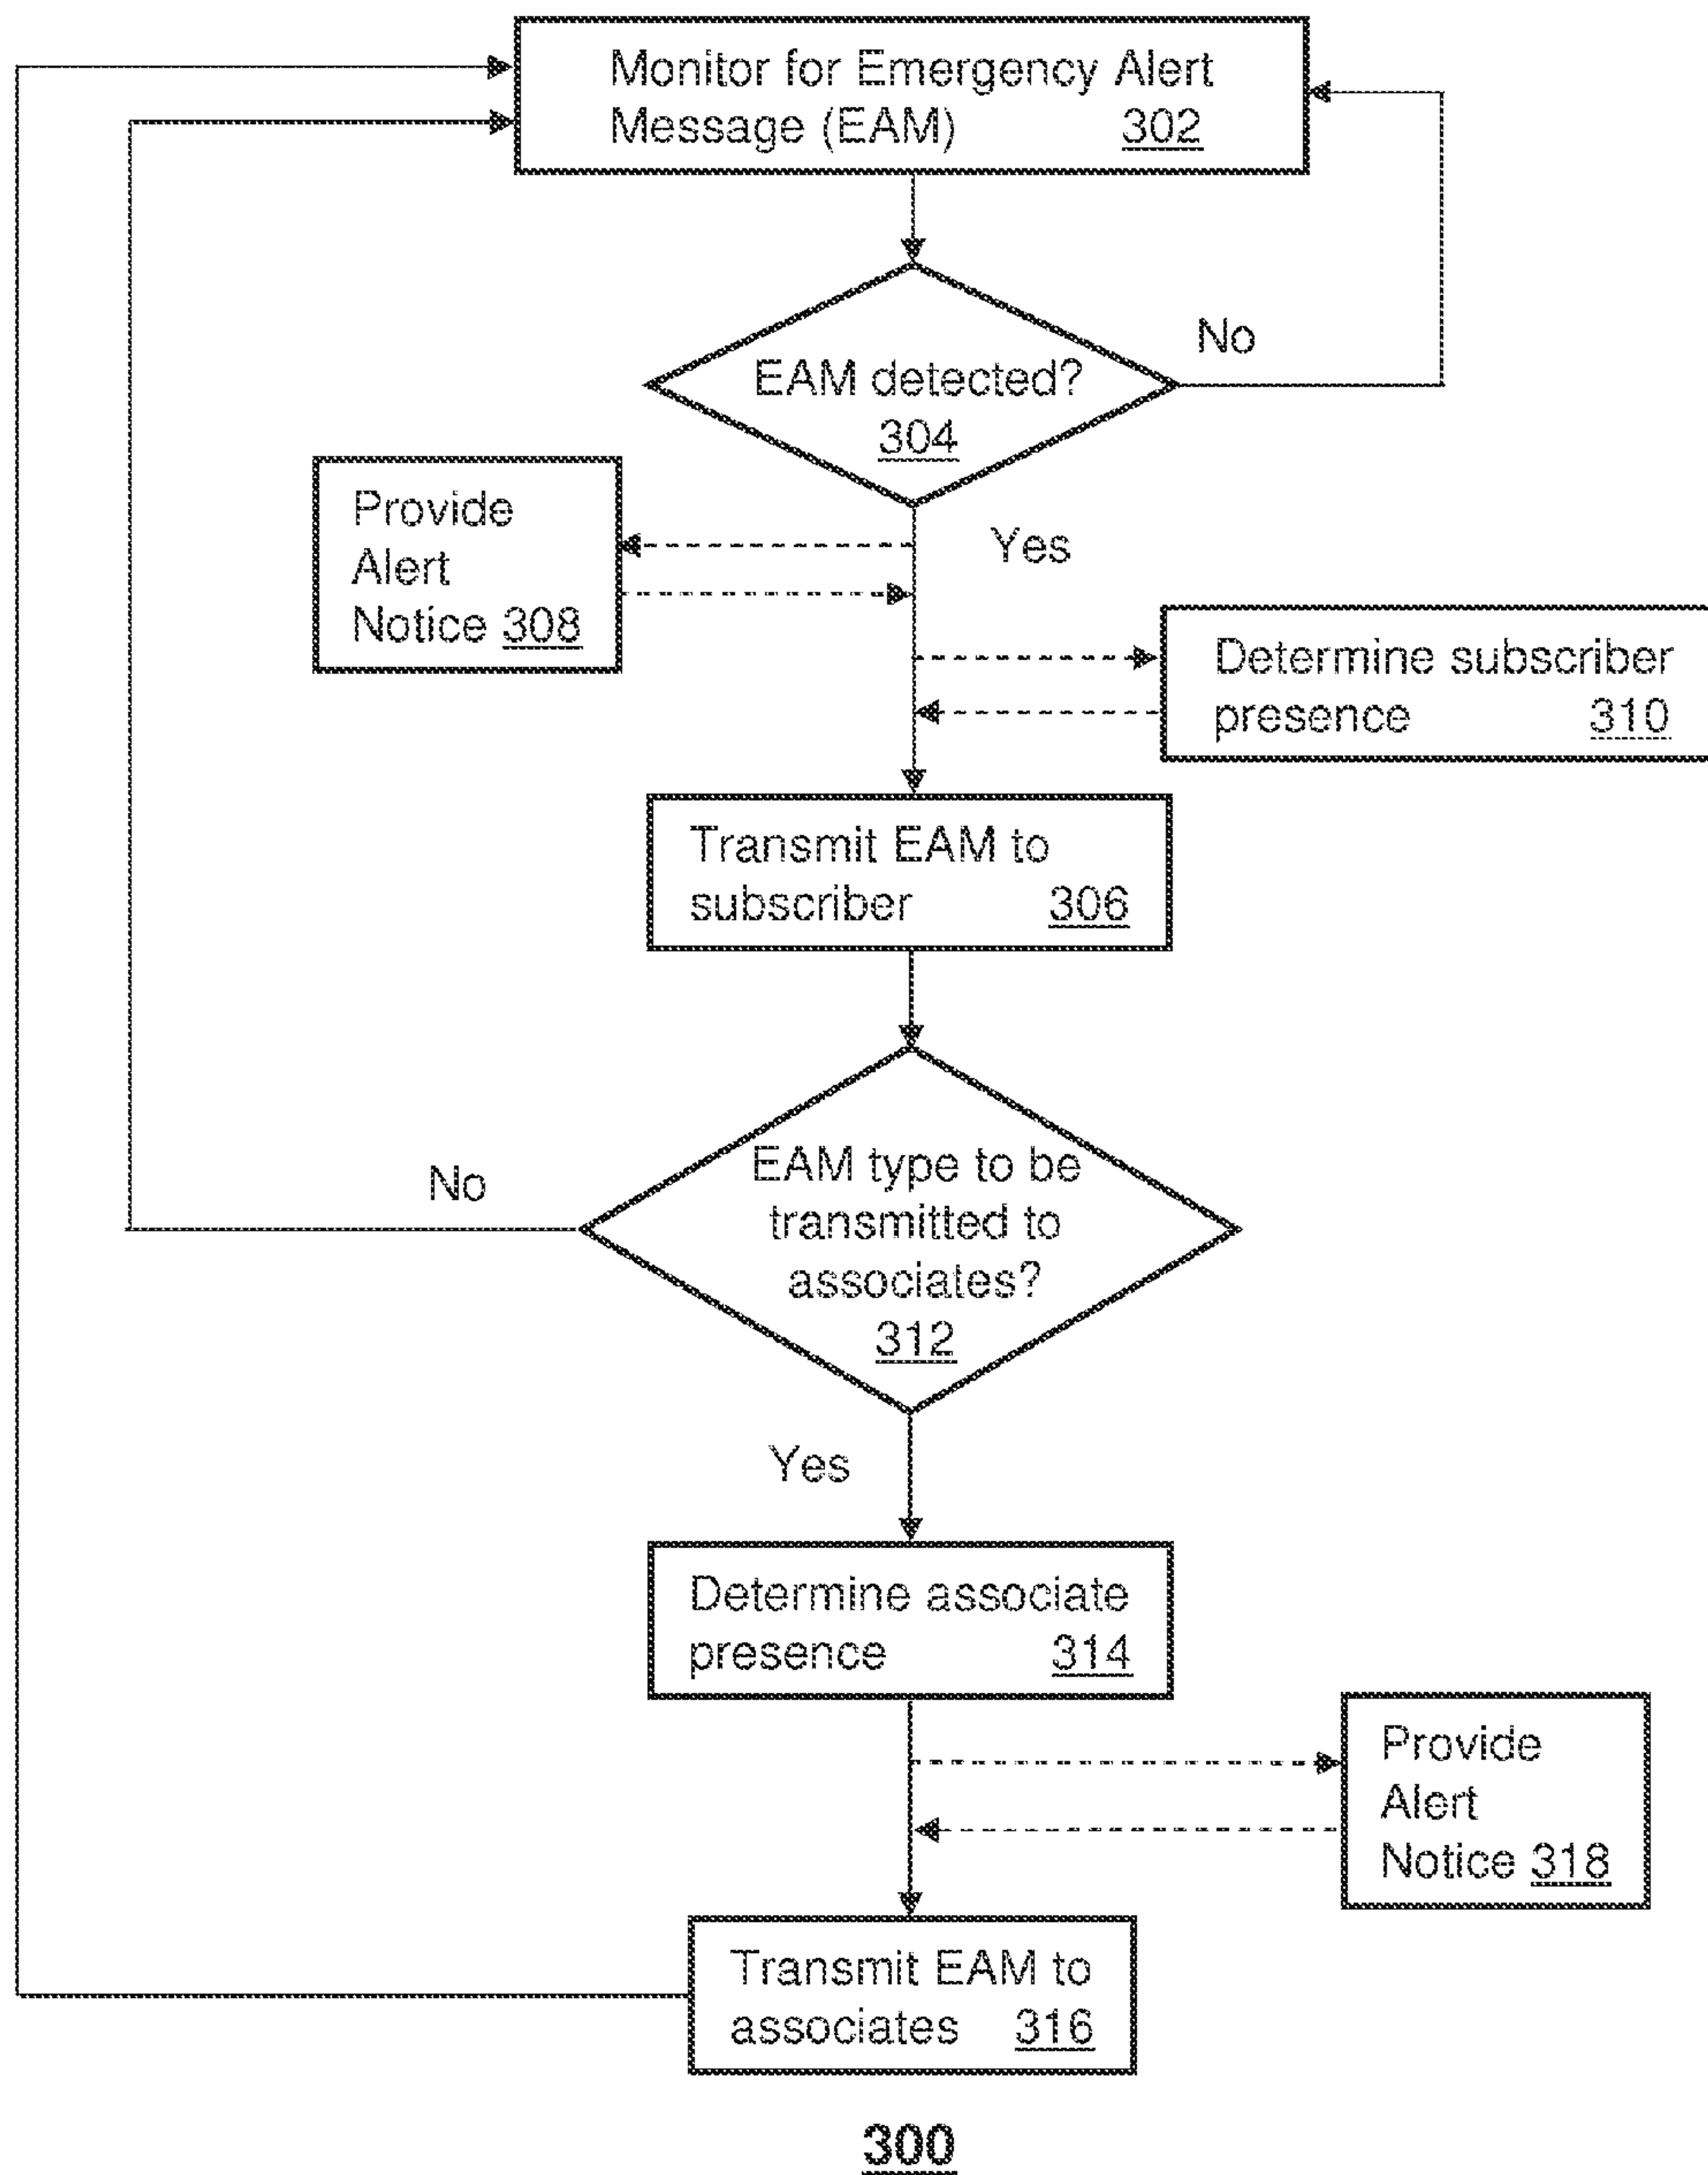 Monitor for Emergency Alert
Message (EAM) 302
EAM detected?
304
No
Yes
Provide
Alert
Notice 308
Determine subscriber
presence 310
Transmit EAM to
subscriber 306
EAM type to be
transmitted to
associates?
312
No
Yes
Determine associate
presence 314
Provide
Alert
Notice 318
Transmit EAM to
associates 316
300